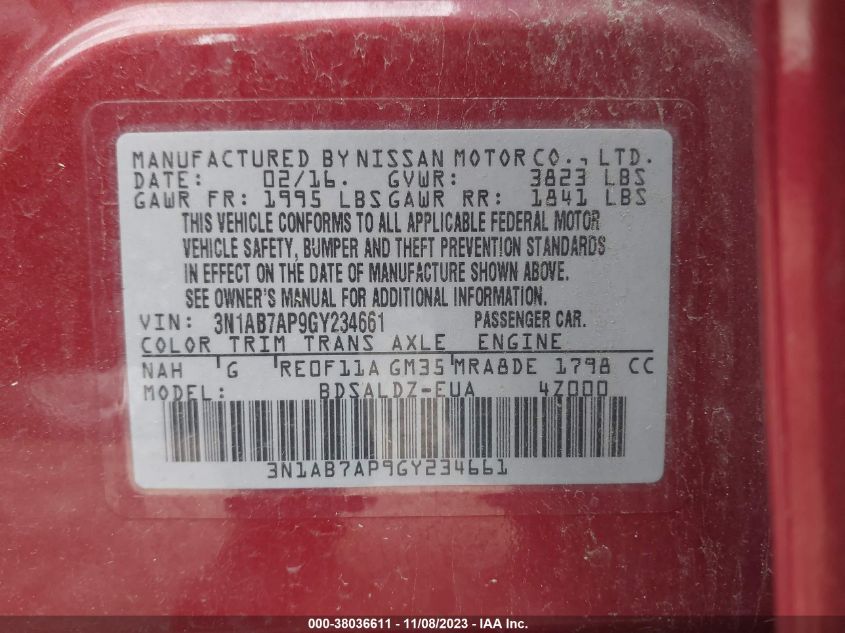 MANUFACTURED BY NISSAN MOTOR CO., LTD.
DATE: 02/16. GVWR: 3823 LBS
GAWR FR: 1995 LBS GAWR RR: 1841 LBS
THIS VEHICLE CONFORMS TO ALL APPLICABLE FEDERAL MOTOR
VEHICLE SAFETY, BUMPER AND THEFT PREVENTION STANDARDS
IN EFFECT ON THE DATE OF MANUFACTURE SHOWN ABOVE.
SEE OWNER'S MANUAL FOR ADDITIONAL INFORMATION.
VIN: 3N1AB7AP9GY234661 PASSENGER CAR.
COLOR TRIM TRANS AXLE ENGINE
NAH G RE0F11A GM35 MRA8DE 1798 CC
MODEL: BDSALDZ-EUA 4Z000
3N1AB7AP9GY234661
000-38036611 - 11/08/2023 - IAA Inc.